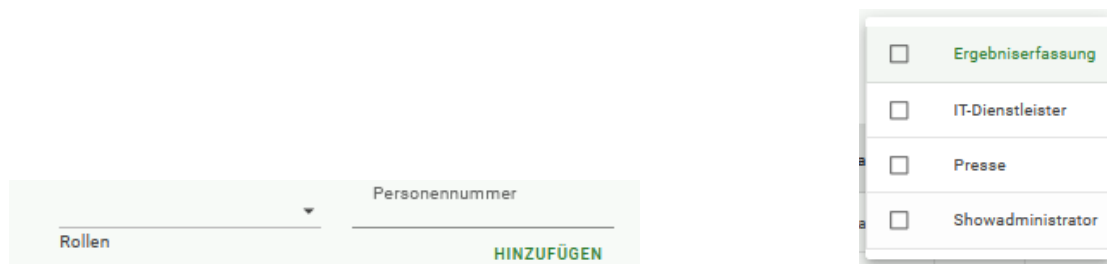 Personennummer
Rollen
HINZUFÜGEN
Ergebniserfassung
IT-Dienstleister
Presse
Showadministrator